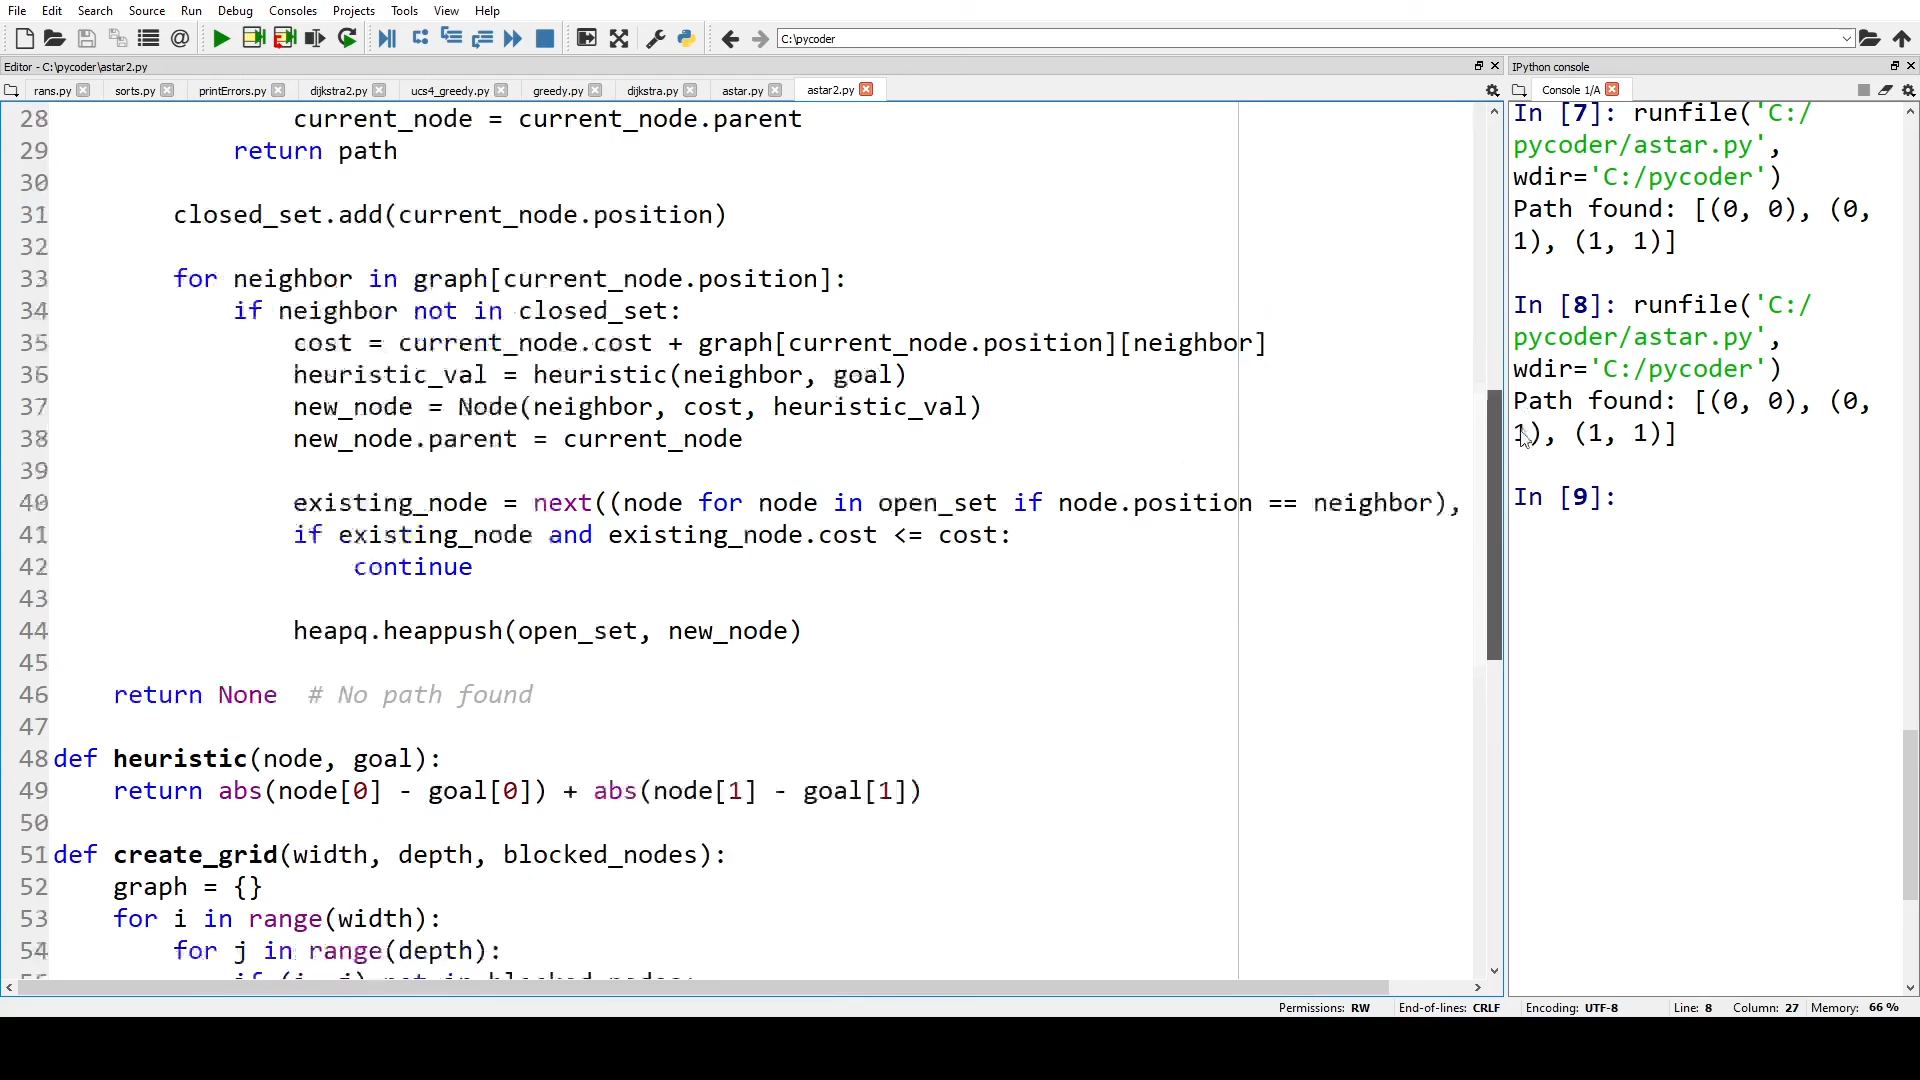 File Edit Search Source Run Debug Consoles Projects Tools View Help
C:\pycoder
Editor - C:\pycoder\astar2.py
rans.py sorts.py printErrors.py dijkstra2.py ucs4_greedy.py greedy.py dijkstra.py astar.py astar2.py
28 current_node = current_node.parent
29 return path
30
31 closed_set.add(current_node.position)
32
33 for neighbor in graph[current_node.position]:
34 if neighbor not in closed_set:
35 cost = current_node.cost + graph[current_node.position][neighbor]
36 heuristic_val = heuristic(neighbor, goal)
37 new_node = Node(neighbor, cost, heuristic_val)
38 new_node.parent = current_node
39
40 existing_node = next((node for node in open_set if node.position == neighbor),
41 if existing_node and existing_node.cost <= cost:
42 continue
43
44 heapq.heappush(open_set, new_node)
45
46 return None # No path found
47
48 def heuristic(node, goal):
49 return abs(node[0] - goal[0]) + abs(node[1] - goal[1])
50
51 def create_grid(width, depth, blocked_nodes):
52 graph = {}
53 for i in range(width):
54 for j in range(depth):
55 if (i, j) not in blocked_nodes:
IPython console
Console 1/A
In [7]: runfile('C:/
pycoder/astar.py',
wdir='C:/pycoder')
Path found: [(0, 0), (0,
1), (1, 1)]
In [8]: runfile('C:/
pycoder/astar.py',
wdir='C:/pycoder')
Path found: [(0, 0), (0,
1), (1, 1)]
In [9]:
Permissions: RW End-of-lines: CRLF Encoding: UTF-8 Line: 8 Column: 27 Memory: 66 %